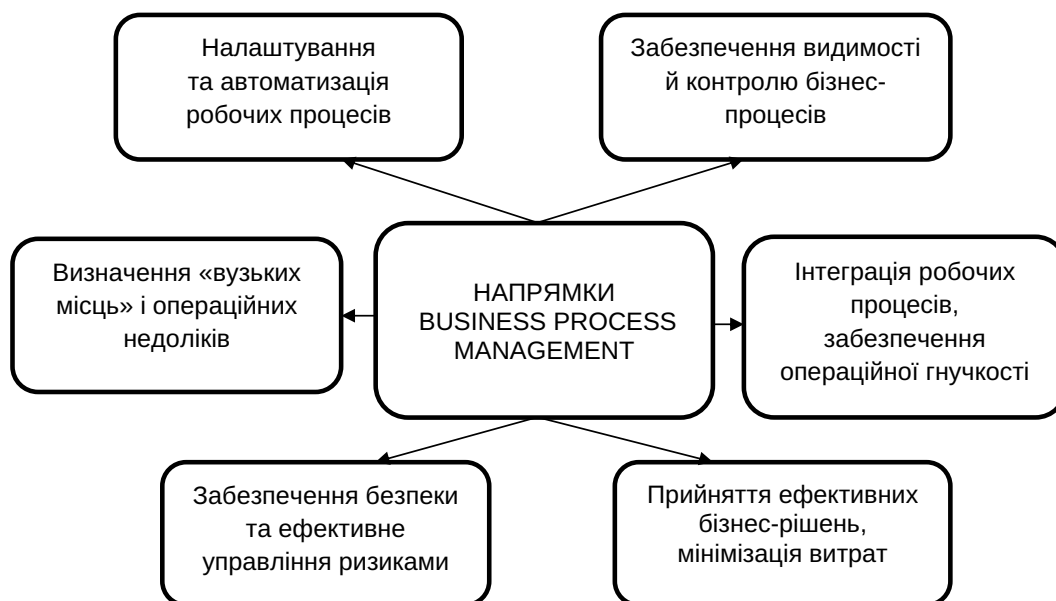 Налаштування
та автоматизація
робочих процесів
Забезпечення видимості
й контролю бізнес-
процесів
Визначення «вузьких
місць» і операційних
недоліків
НАПРЯМКИ
BUSINESS PROCESS
MANAGEMENT
Інтеграція робочих
процесів,
забезпечення
операційної гнучкості
Забезпечення безпеки
та ефективне
управління ризиками
Прийняття ефективних
бізнес-рішень,
мінімізація витрат